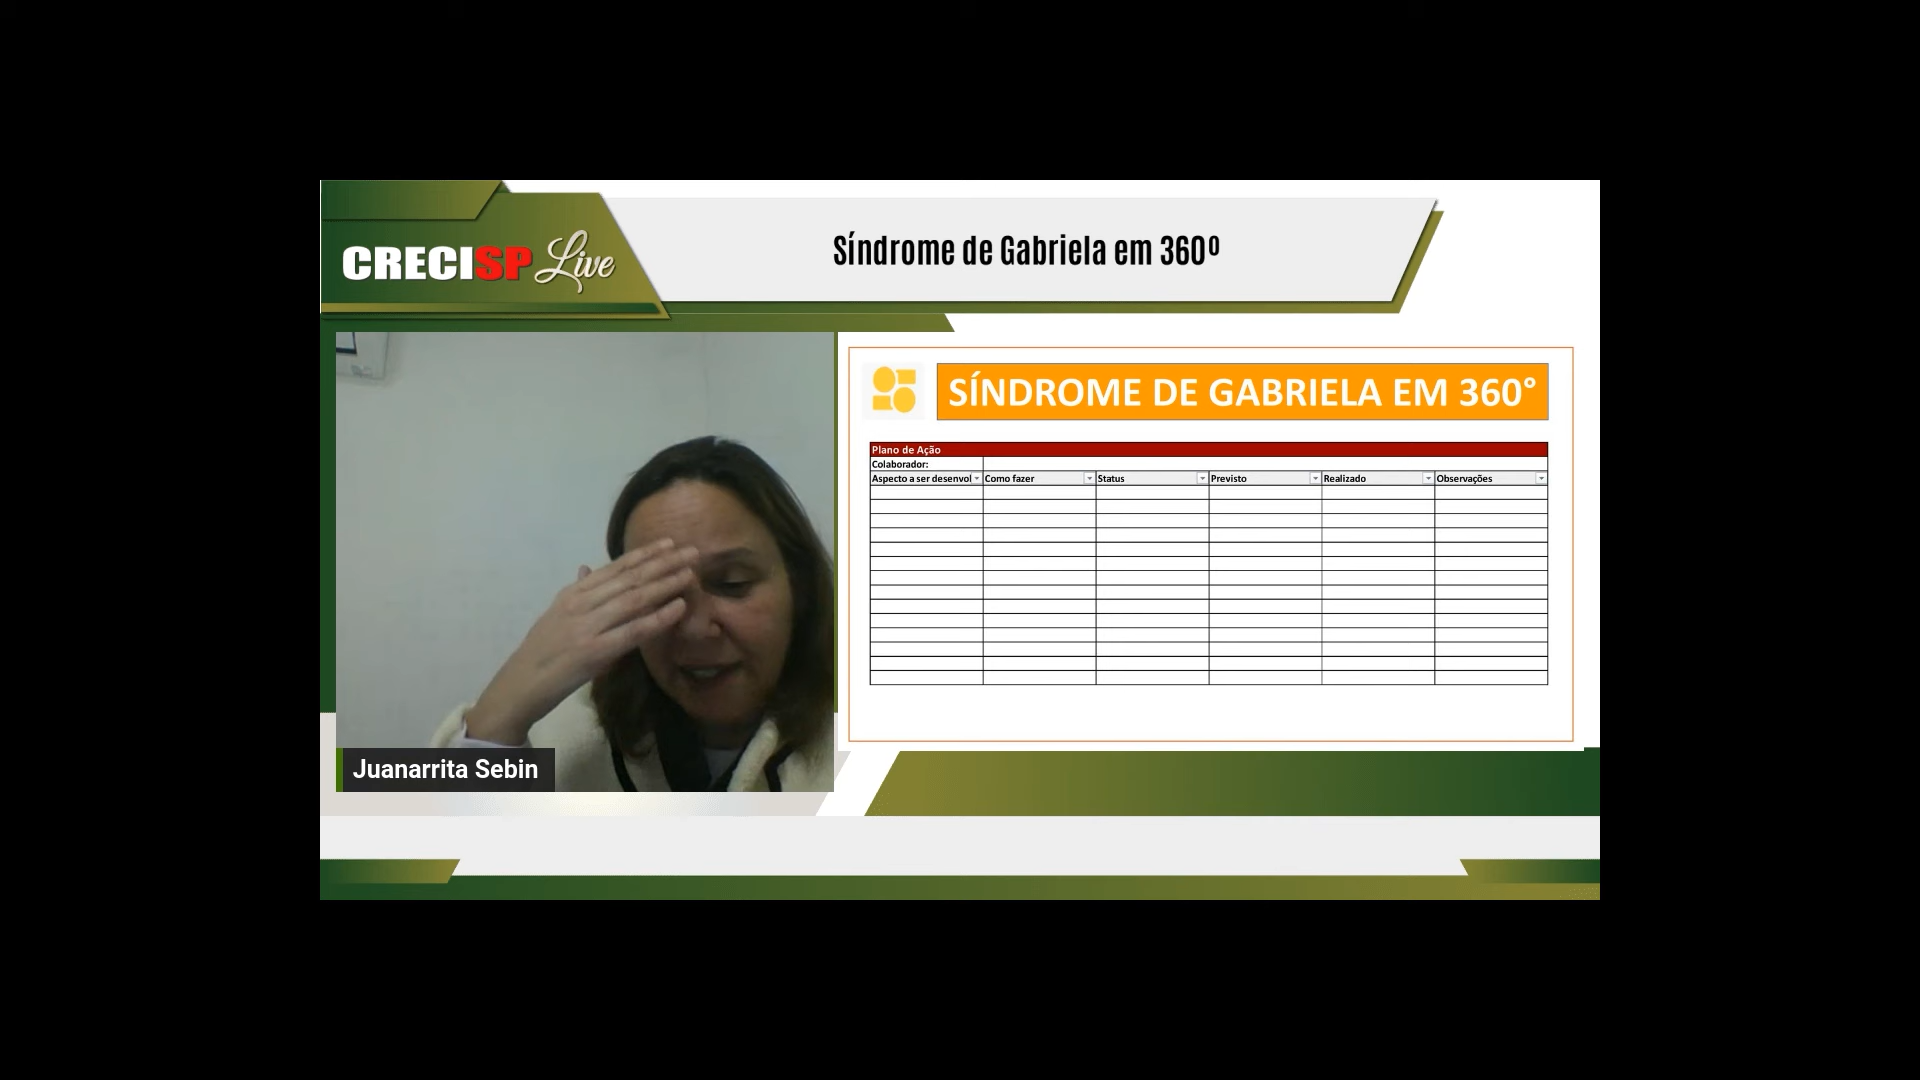 CRECISP Live
Síndrome de Gabriela em 360º
SÍNDROME DE GABRIELA EM 360°
Plano de Ação
Colaborador:
Aspecto a ser desenvol Como fazer Status Previsto Realizado Observações
Juanarrita Sebin